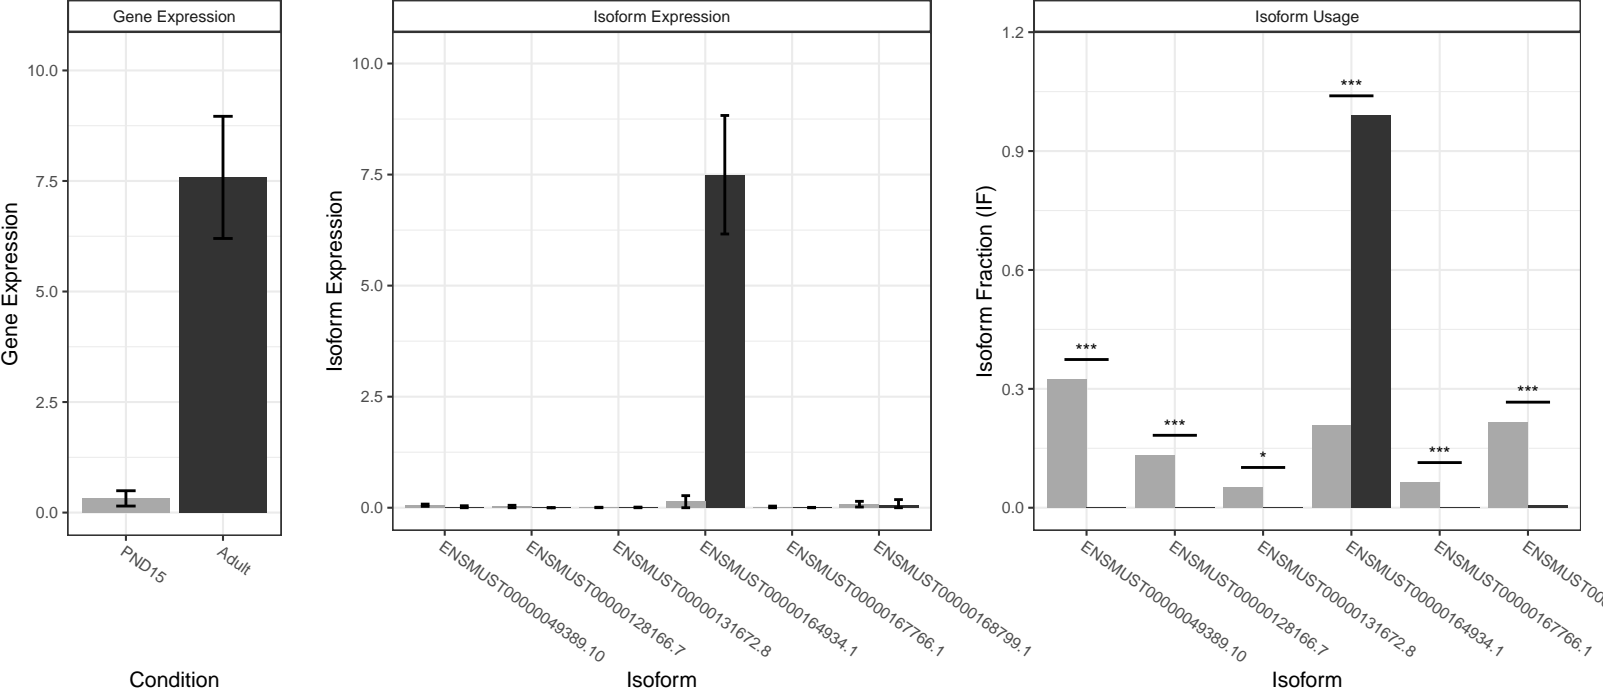 Gene Expression
Isoform Expression
Isoform Usage
Gene Expression
10.0
7.5
5.0
2.5
0.0
PND15
Adult
Condition
Isoform Expression
10.0
7.5
5.0
2.5
0.0
ENSMUST00000049389.10
ENSMUST00000128166.7
ENSMUST00000131672.8
ENSMUST00000164934.1
ENSMUST00000167766.1
ENSMUST00000168799.1
Isoform
Isoform Fraction (IF)
1.2
0.9
0.6
0.3
0.0
***
***
*
***
***
***
ENSMUST00000049389.10
ENSMUST00000128166.7
ENSMUST00000131672.8
ENSMUST00000164934.1
ENSMUST00000167766.1
Isoform